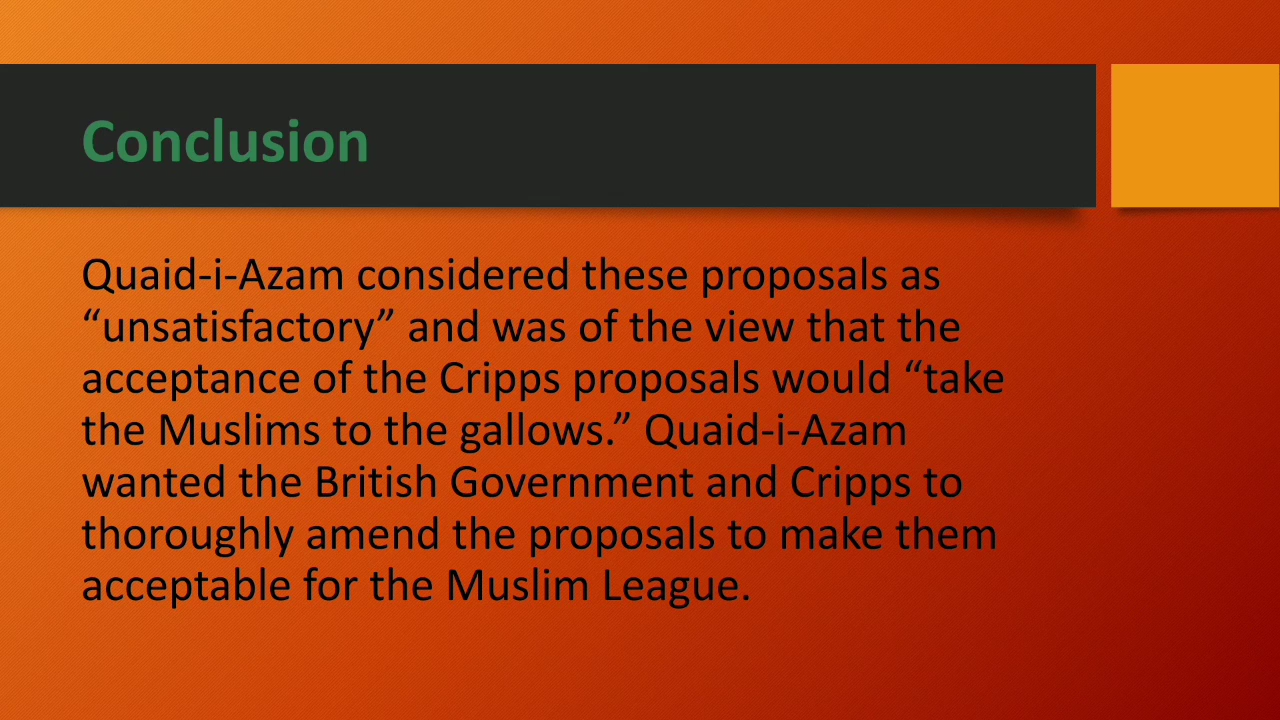 Conclusion
Quaid-i-Azam considered these proposals as
“unsatisfactory” and was of the view that the
acceptance of the Cripps proposals would “take
the Muslims to the gallows.” Quaid-i-Azam
wanted the British Government and Cripps to
thoroughly amend the proposals to make them
acceptable for the Muslim League.